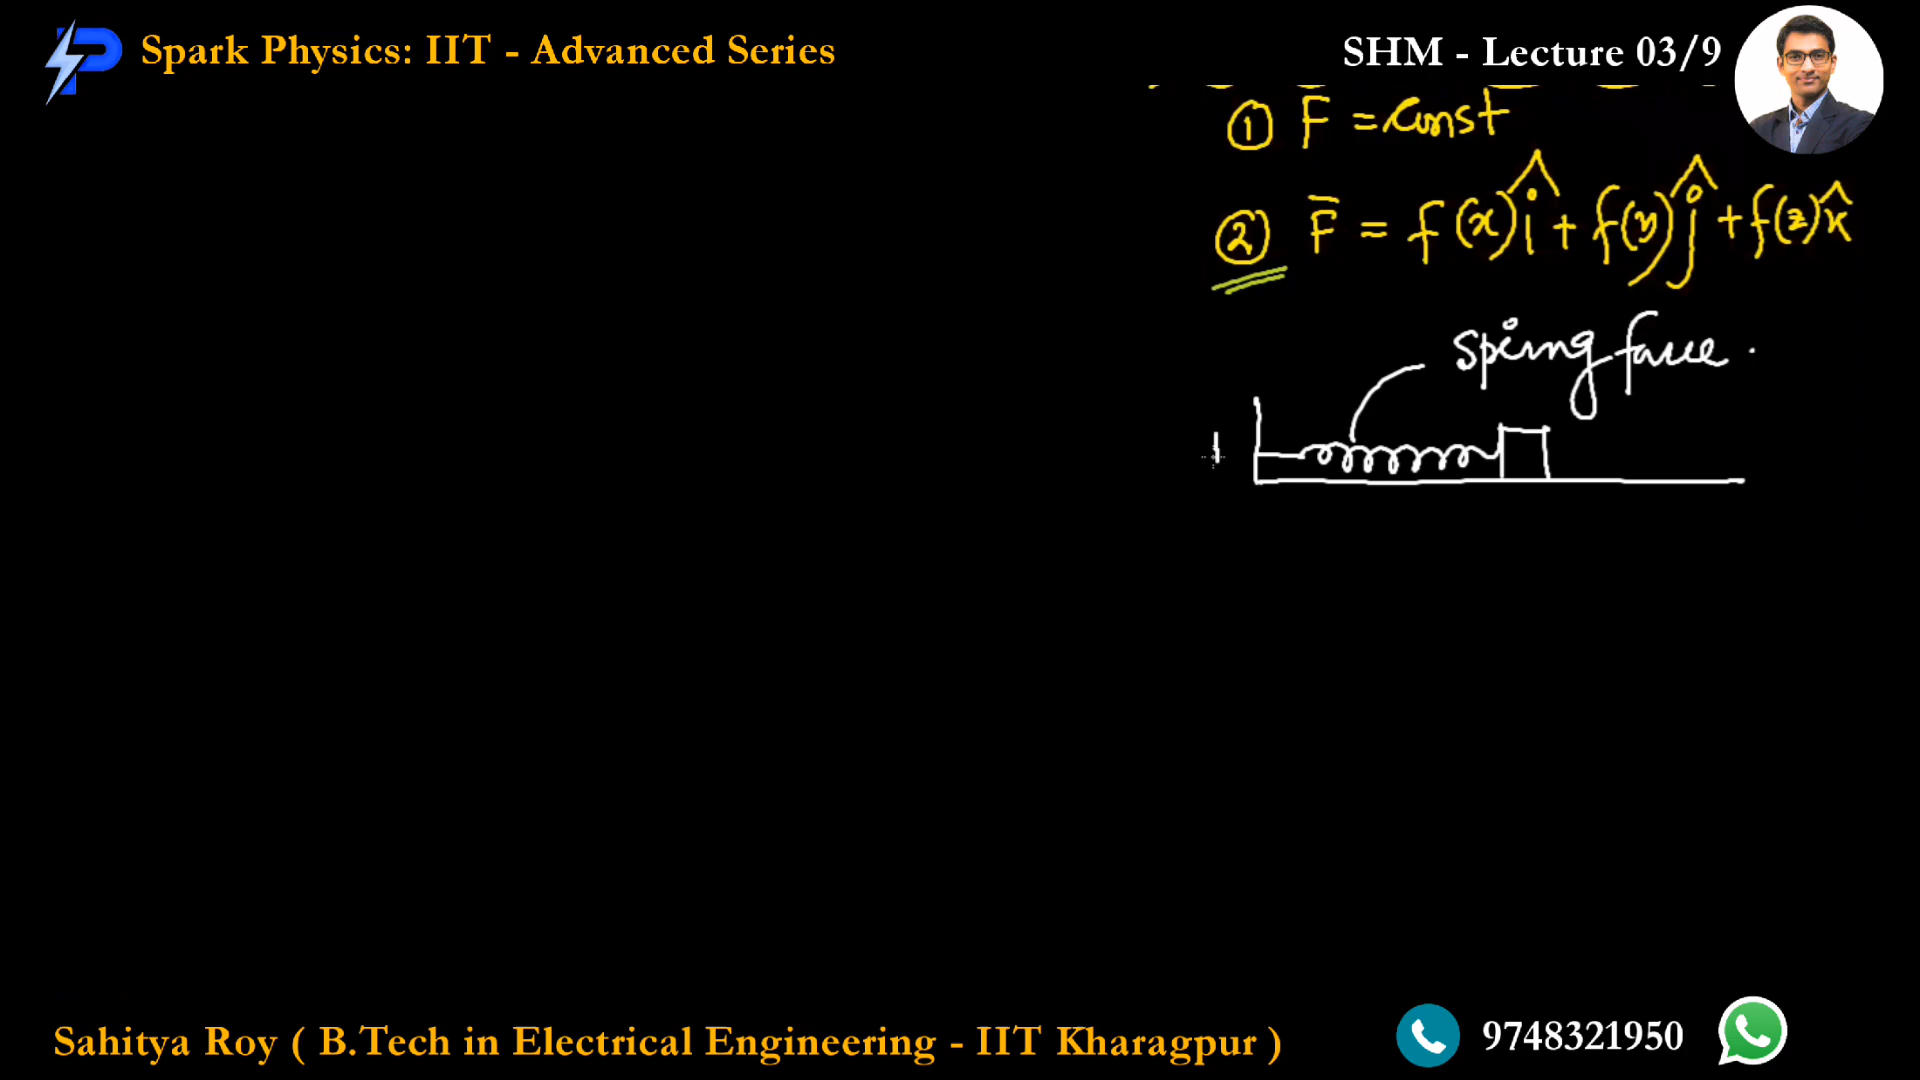 Spark Physics: IIT - Advanced Series
SHM - Lecture 03/9
① F̅ = const
② F̅ = f(x)î + f(y)ĵ + f(z)k̂
Spring force.
Sahitya Roy ( B.Tech in Electrical Engineering - IIT Kharagpur )
9748321950